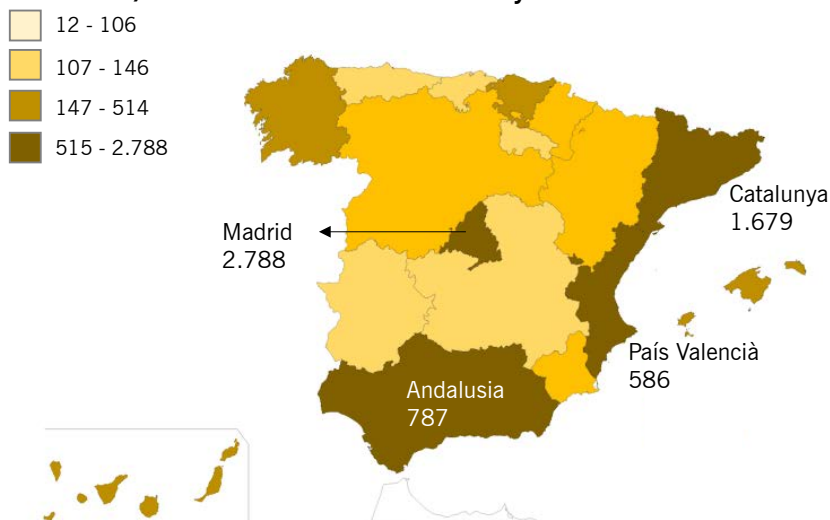 12 - 106
107 - 146
147 - 514
515 - 2.788
Catalunya
1.679
Madrid
2.788
País Valencià
586
Andalusia
787